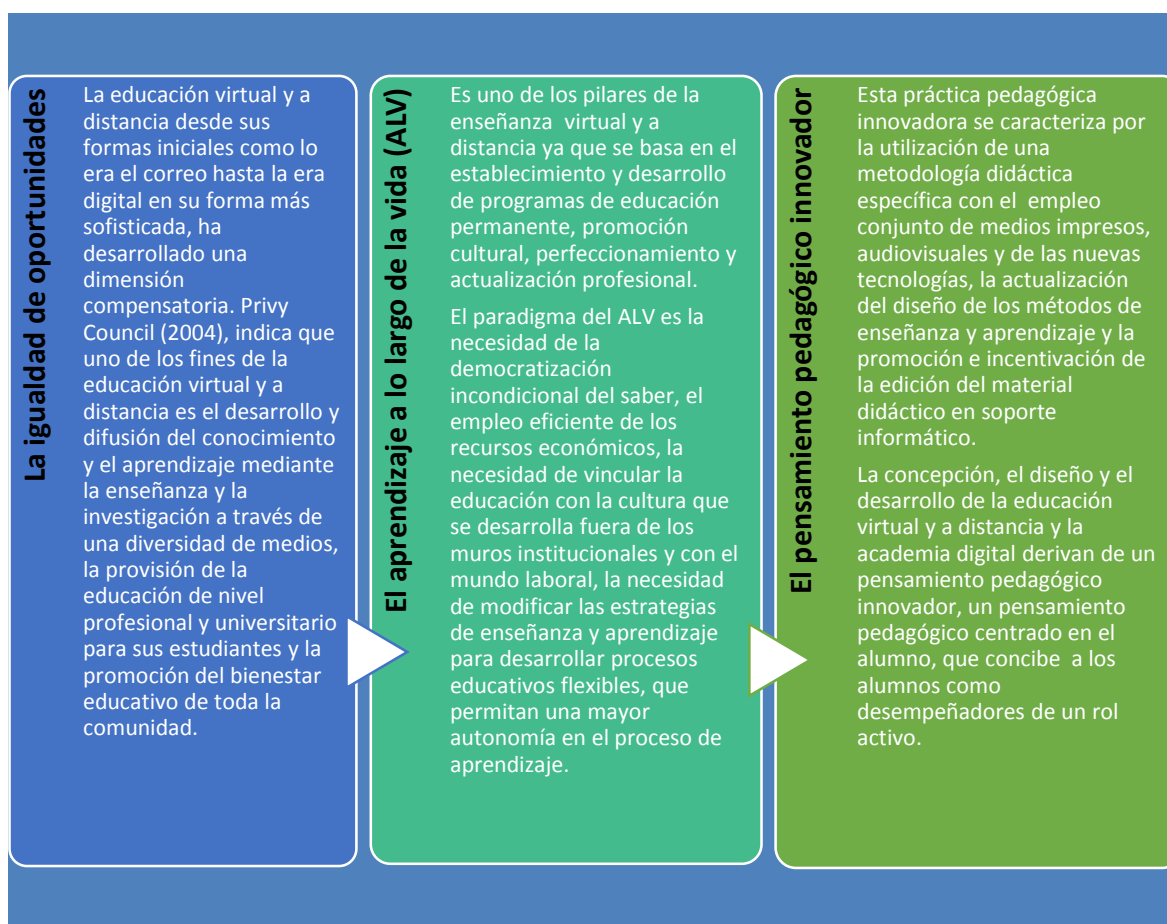 La igualdad de oportunidades
La educación virtual y a
distancia desde sus
formas iniciales como lo
era el correo hasta la era
digital en su forma más
sofisticada, ha
desarrollado una
dimensión
compensatoria. Privy
Council (2004), indica que
uno de los fines de la
educación virtual y a
distancia es el desarrollo y
difusión del conocimiento
y el aprendizaje mediante
la enseñanza y la
investigación a través de
una diversidad de medios,
la provisión de la
educación de nivel
profesional y universitario
para sus estudiantes y la
promoción del bienestar
educativo de toda la
comunidad.
El aprendizaje a lo largo de la vida (ALV)
Es uno de los pilares de la
enseñanza virtual y a
distancia ya que se basa en el
establecimiento y desarrollo
de programas de educación
permanente, promoción
cultural, perfeccionamiento y
actualización profesional.
El paradigma del ALV es la
necesidad de la
democratización
incondicional del saber, el
empleo eficiente de los
recursos económicos, la
necesidad de vincular la
educación con la cultura que
se desarrolla fuera de los
muros institucionales y con el
mundo laboral, la necesidad
de modificar las estrategias
de enseñanza y aprendizaje
para desarrollar procesos
educativos flexibles, que
permitan una mayor
autonomía en el proceso de
aprendizaje.
El pensamiento pedagógico innovador
Esta práctica pedagógica
innovadora se caracteriza por
la utilización de una
metodología didáctica
específica con el empleo
conjunto de medios impresos,
audiovisuales y de las nuevas
tecnologías, la actualización
del diseño de los métodos de
enseñanza y aprendizaje y la
promoción e incentivación de
la edición del material
didáctico en soporte
informático.
La concepción, el diseño y el
desarrollo de la educación
virtual y a distancia y la
academia digital derivan de un
pensamiento pedagógico
innovador, un pensamiento
pedagógico centrado en el
alumno, que concibe a los
alumnos como
desempeñadores de un rol
activo.